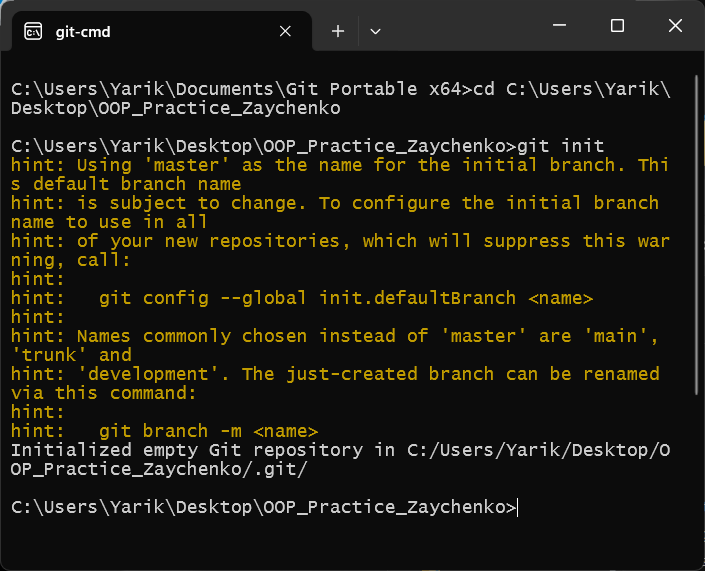 git-cmd
C:\Users\Yarik\Documents\Git Portable x64>cd C:\Users\Yarik\
Desktop\OOP_Practice_Zaychenko
C:\Users\Yarik\Desktop\OOP_Practice_Zaychenko>git init
hint: Using 'master' as the name for the initial branch. Thi
s default branch name
hint: is subject to change. To configure the initial branch
name to use in all
hint: of your new repositories, which will suppress this war
ning, call:
hint:
hint:   git config --global init.defaultBranch <name>
hint:
hint: Names commonly chosen instead of 'master' are 'main',
'trunk' and
hint: 'development'. The just-created branch can be renamed
via this command:
hint:
hint:   git branch -m <name>
Initialized empty Git repository in C:/Users/Yarik/Desktop/O
OP_Practice_Zaychenko/.git/
C:\Users\Yarik\Desktop\OOP_Practice_Zaychenko>